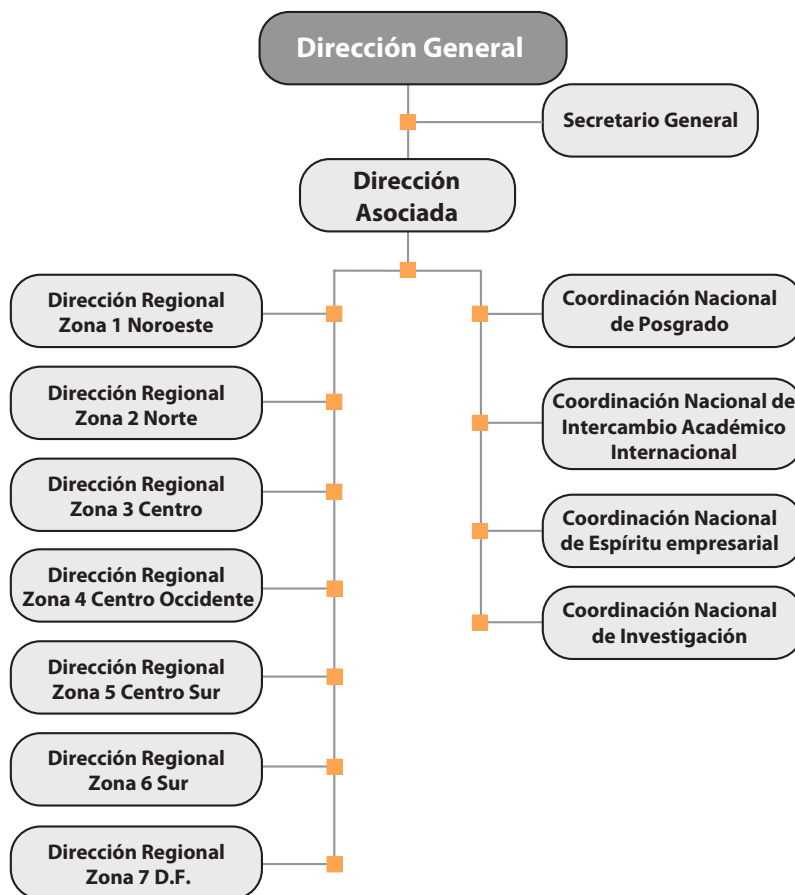 Dirección General
Secretario General
Dirección
Asociada
Dirección Regional
Zona 1 Noroeste
Dirección Regional
Zona 2 Norte
Dirección Regional
Zona 3 Centro
Dirección Regional
Zona 4 Centro Occidente
Dirección Regional
Zona 5 Centro Sur
Dirección Regional
Zona 6 Sur
Dirección Regional
Zona 7 D.F.
Coordinación Nacional
de Posgrado
Coordinación Nacional de
Intercambio Académico
Internacional
Coordinación Nacional
de Espíritu empresarial
Coordinación Nacional
de Investigación